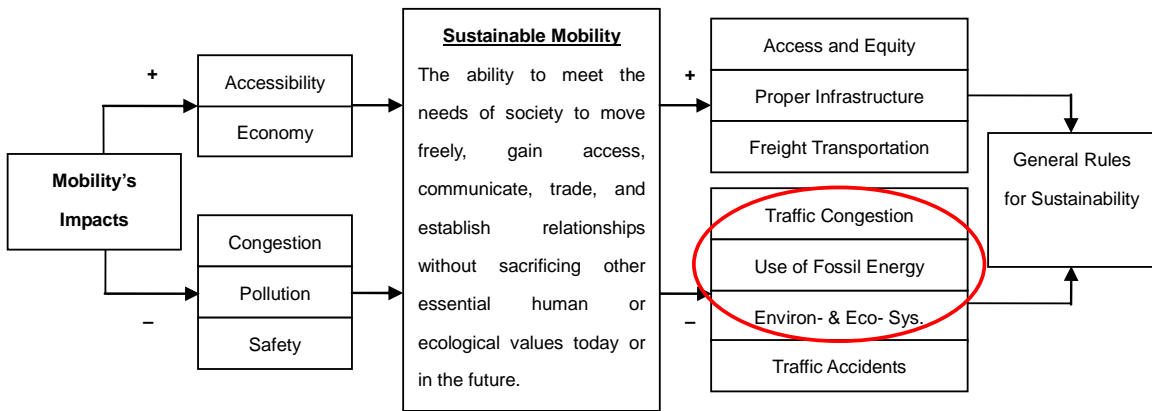 Mobility's
Impacts
+
Accessibility
Economy
Congestion
Pollution
Safety
–
Sustainable Mobility
The ability to meet the
needs of society to move
freely, gain access,
communicate, trade, and
establish relationships
without sacrificing other
essential human or
ecological values today or
in the future.
+
Access and Equity
Proper Infrastructure
Freight Transportation
Traffic Congestion
Use of Fossil Energy
Environ- & Eco- Sys.
Traffic Accidents
–
General Rules
for Sustainability